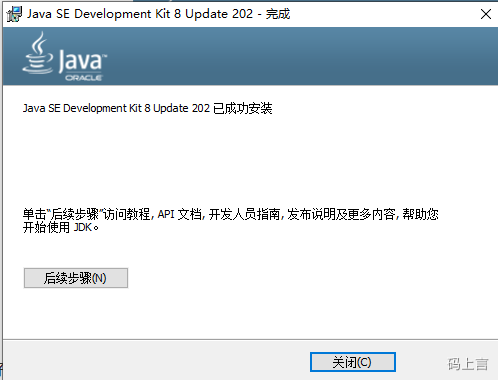 Java SE Development Kit 8 Update 202 - 完成
Java
ORACLE
Java SE Development Kit 8 Update 202 已成功安装
单击“后续步骤”访问教程, API 文档, 开发人员指南, 发布说明及更多内容, 帮助您
开始使用 JDK。
后续步骤(N)
关闭(C)
码上言